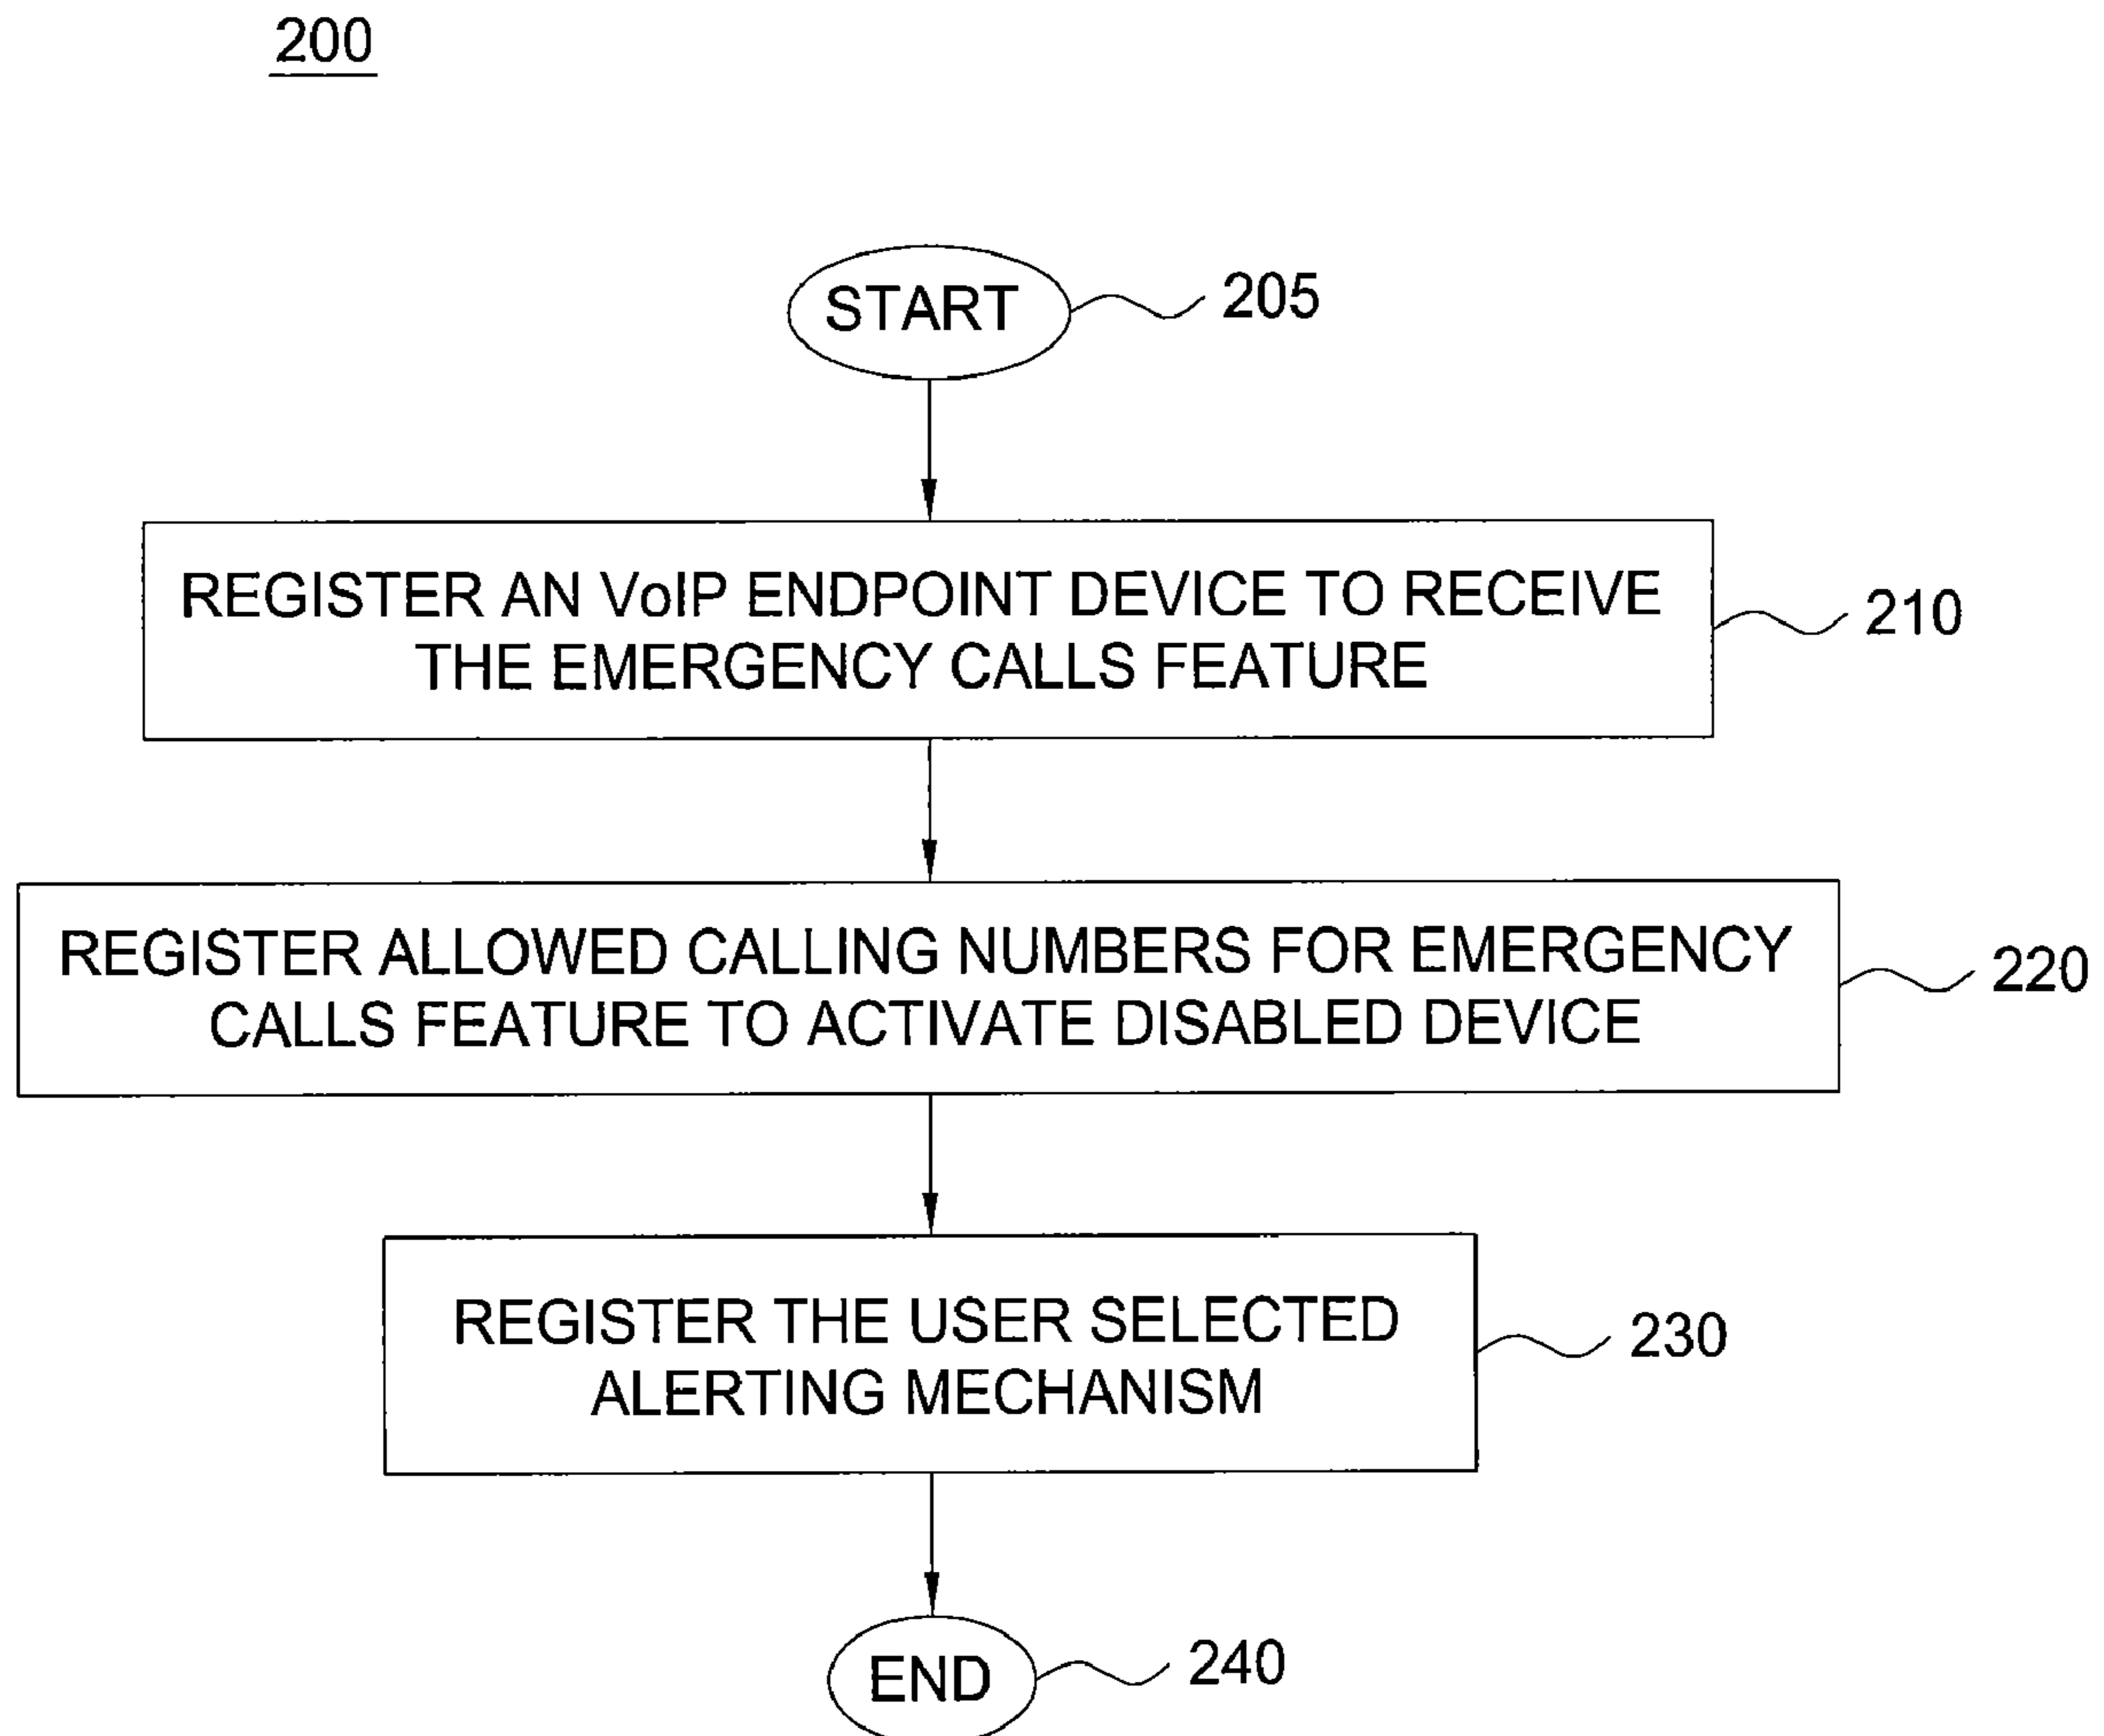 200
START
205
REGISTER AN VoIP ENDPOINT DEVICE TO RECEIVE
THE EMERGENCY CALLS FEATURE
210
REGISTER ALLOWED CALLING NUMBERS FOR EMERGENCY
CALLS FEATURE TO ACTIVATE DISABLED DEVICE
220
REGISTER THE USER SELECTED
ALERTING MECHANISM
230
END
240